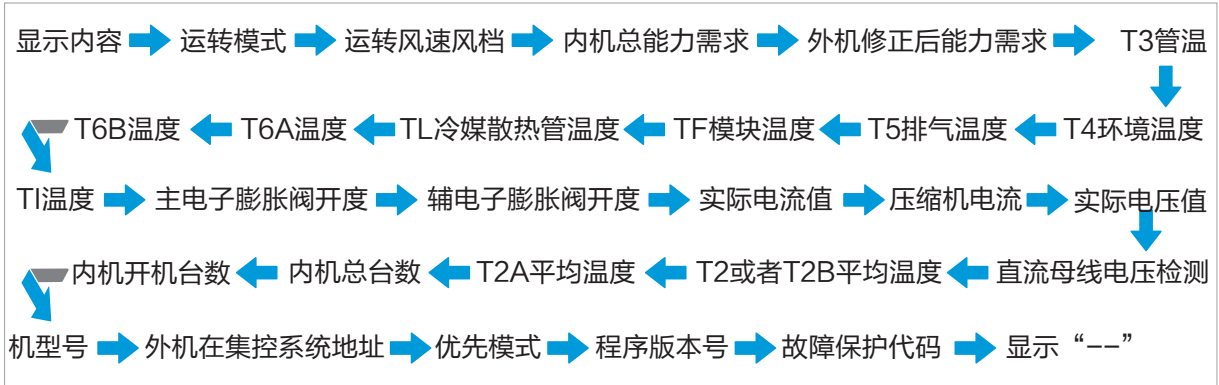 显示内容 运转模式 运转风速风档 内机总能力需求 外机修正后能力需求 T3管温
T6B温度 T6A温度 TL冷媒散热管温度 TF模块温度 T5排气温度 T4环境温度
TI温度 主电子膨胀阀开度 辅电子膨胀阀开度 实际电流值 压缩机电流 实际电压值
内机开机台数 内机总台数 T2A平均温度 T2或者T2B平均温度 直流母线电压检测
机型号 外机在集控系统地址 优先模式 程序版本号 故障保护代码 显示“--”